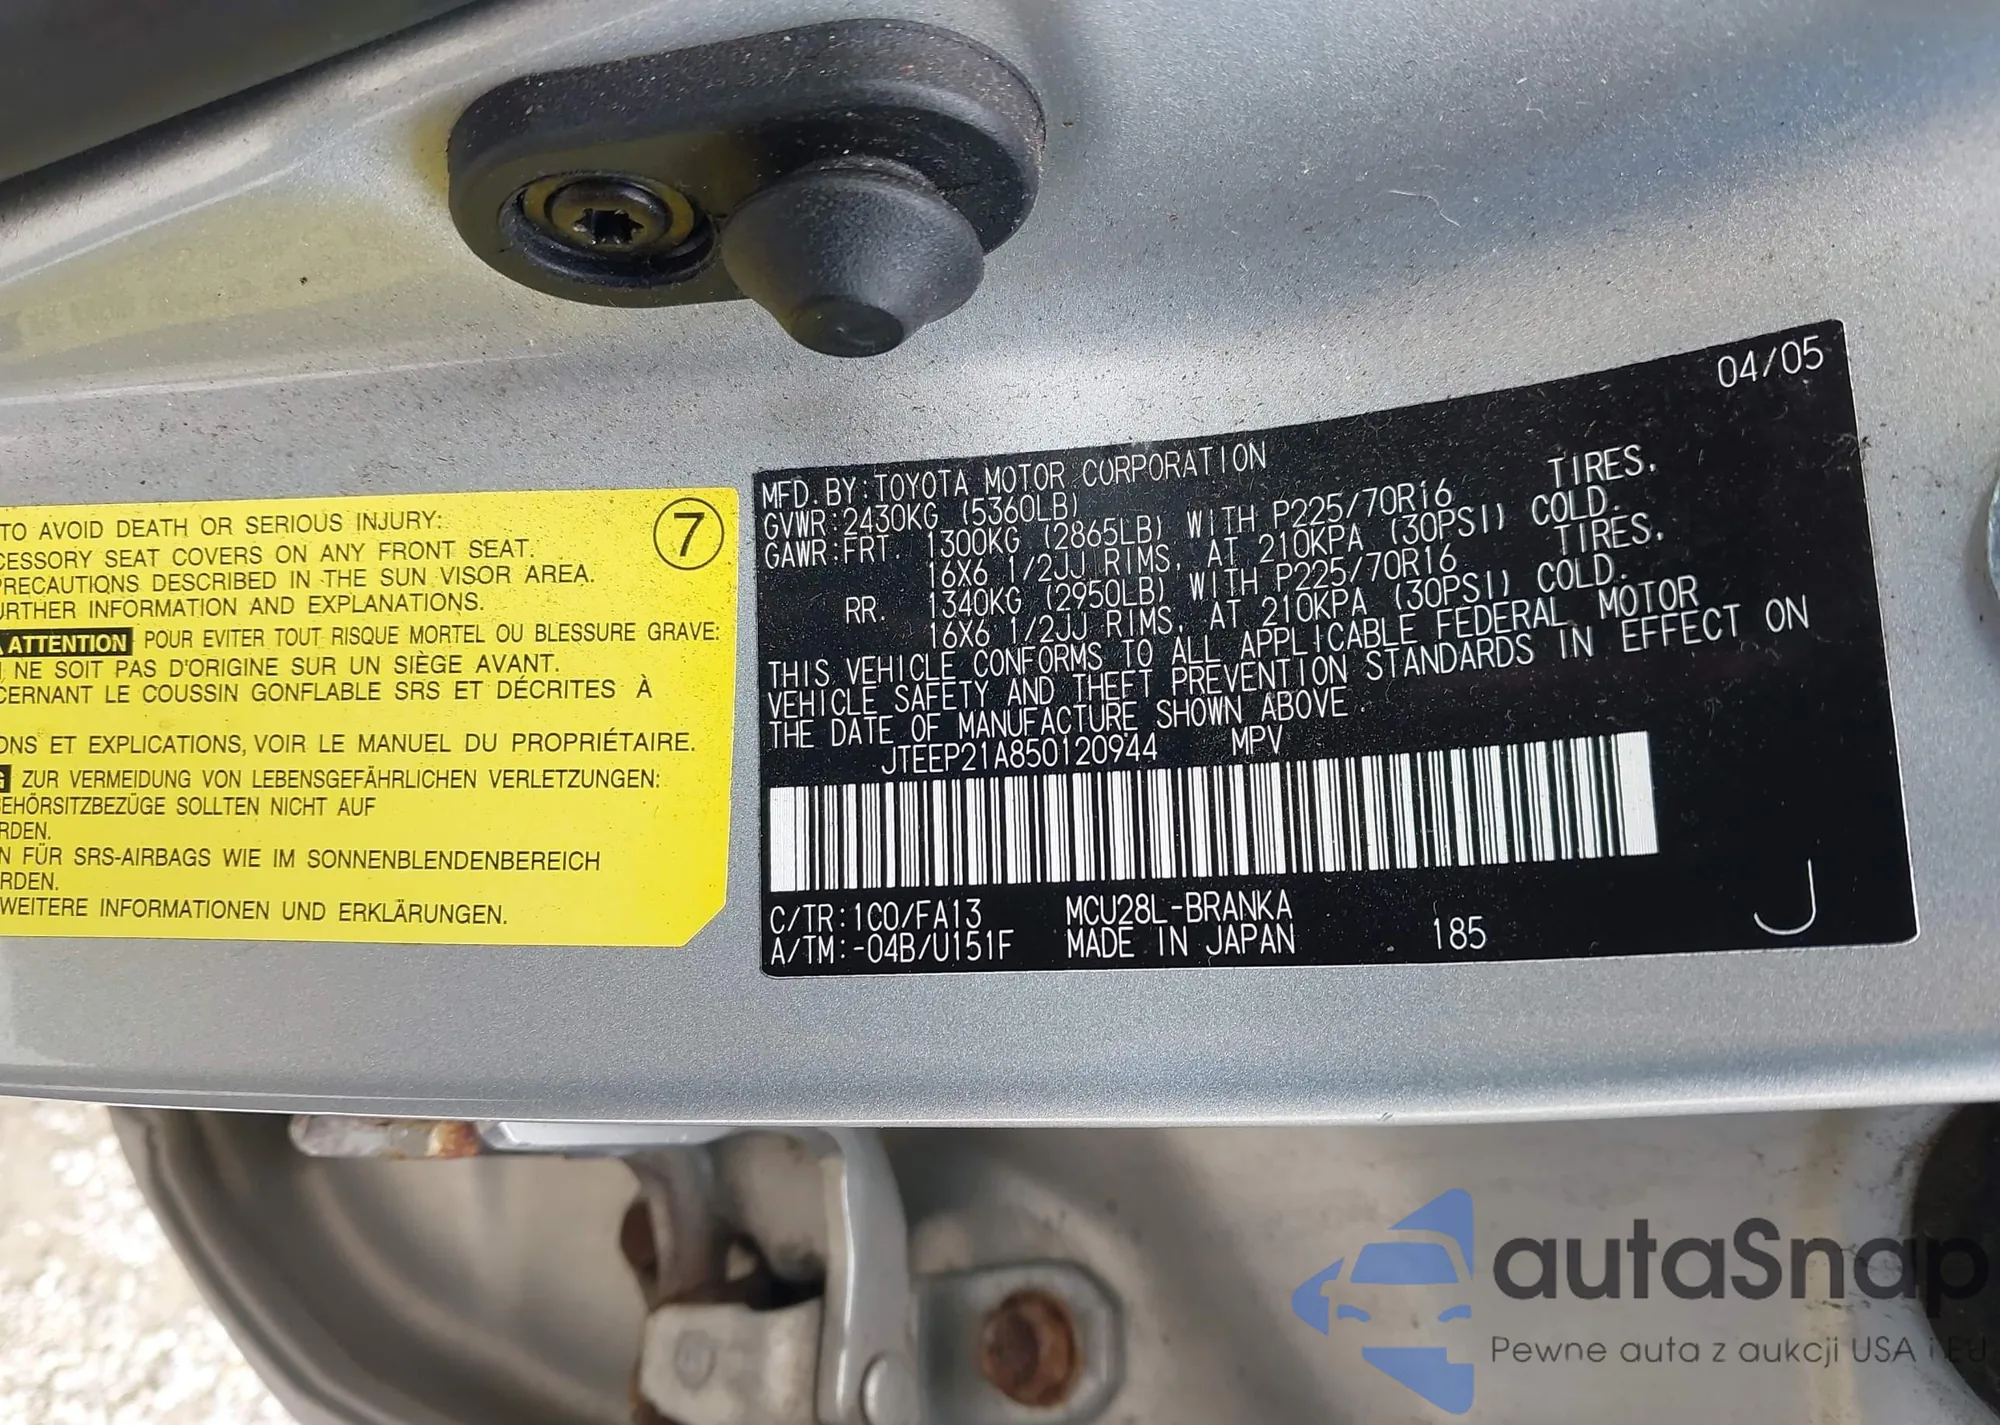 TO AVOID DEATH OR SERIOUS INJURY:
CESSORY SEAT COVERS ON ANY FRONT SEAT.
PRECAUTIONS DESCRIBED IN THE SUN VISOR AREA.
URTHER INFORMATION AND EXPLANATIONS.
7
ATTENTION POUR EVITER TOUT RISQUE MORTEL OU BLESSURE GRAVE:
NE SOIT PAS D'ORIGINE SUR UN SIÈGE AVANT.
CERNANT LE COUSSIN GONFLABLE SRS ET DÉCRITES À
ONS ET EXPLICATIONS, VOIR LE MANUEL DU PROPRIÉTAIRE.
G ZUR VERMEIDUNG VON LEBENSGEFÄHRLICHEN VERLETZUNGEN:
EHÖRSITZBEZÜGE SOLLTEN NICHT AUF
RDEN.
N FÜR SRS-AIRBAGS WIE IM SONNENBLENDENBEREICH
RDEN.
WEITERE INFORMATIONEN UND ERKLÄRUNGEN.
04/05
MFD. BY:TOYOTA MOTOR CORPORATION
GVWR:2430KG (5360LB)
GAWR:FRT. 1300KG (2865LB) WITH P225/70R16 TIRES,
16X6 1/2JJ RIMS, AT 210KPA (30PSI) COLD.
RR. 1340KG (2950LB) WITH P225/70R16 TIRES,
16X6 1/2JJ RIMS, AT 210KPA (30PSI) COLD.
THIS VEHICLE CONFORMS TO ALL APPLICABLE FEDERAL MOTOR
VEHICLE SAFETY AND THEFT PREVENTION STANDARDS IN EFFECT ON
THE DATE OF MANUFACTURE SHOWN ABOVE.
JTEEP21A850120944 MPV
C/TR:1C0/FA13 MCU28L-BRANKA
A/TM:-04B/U151F MADE IN JAPAN 185
J
autaSnap
Pewne auta z aukcji USA i EU